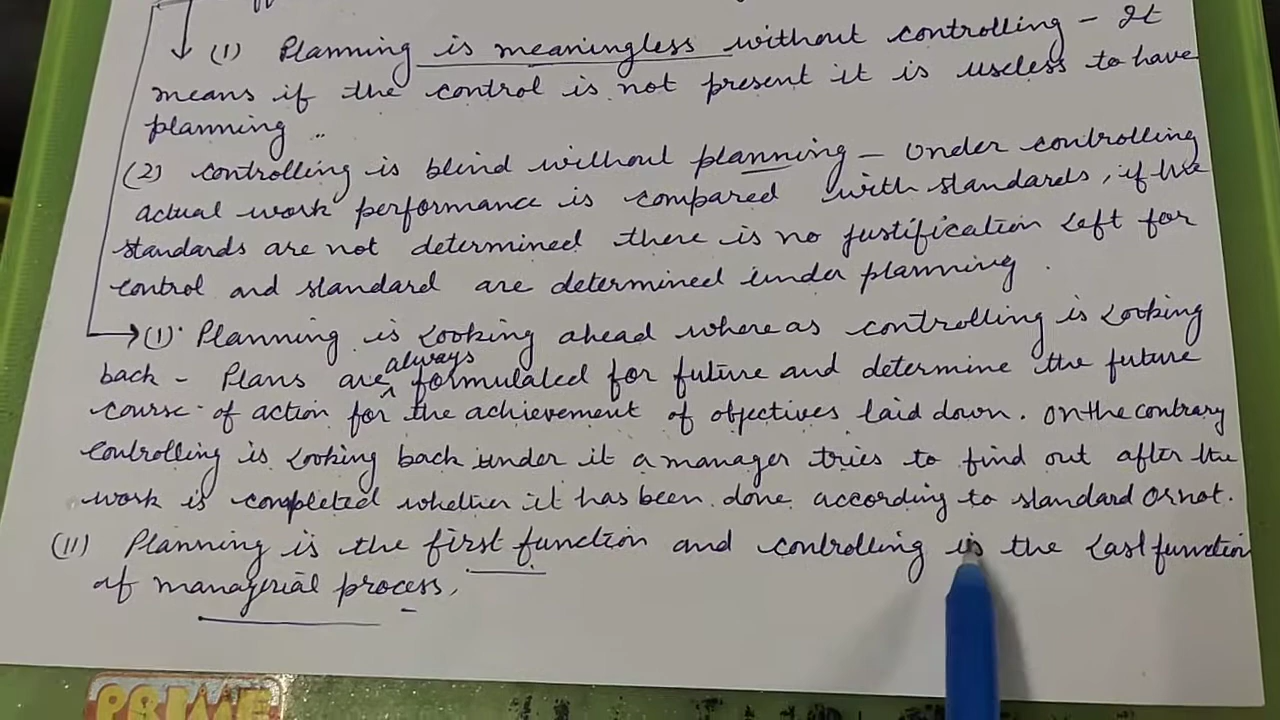 (1) Planning is meaningless without controlling - It
means if the control is not present it is useless to have
planning ..
(2) controlling is blind without planning - Under controlling
actual work performance is compared with standards, if the
standards are not determined there is no justification left for
control and standard are determined under planning.
(1). Planning is looking ahead where as controlling is looking
back - Plans are always formulated for future and determine the future
course of action for the achievement of objectives laid down. On the contrary
controlling is looking back under it a manager tries to find out after the
work is completed whether it has been done according to standard or not.
(11) Planning is the first function and controlling is the last function
of managerial process.
PRIME